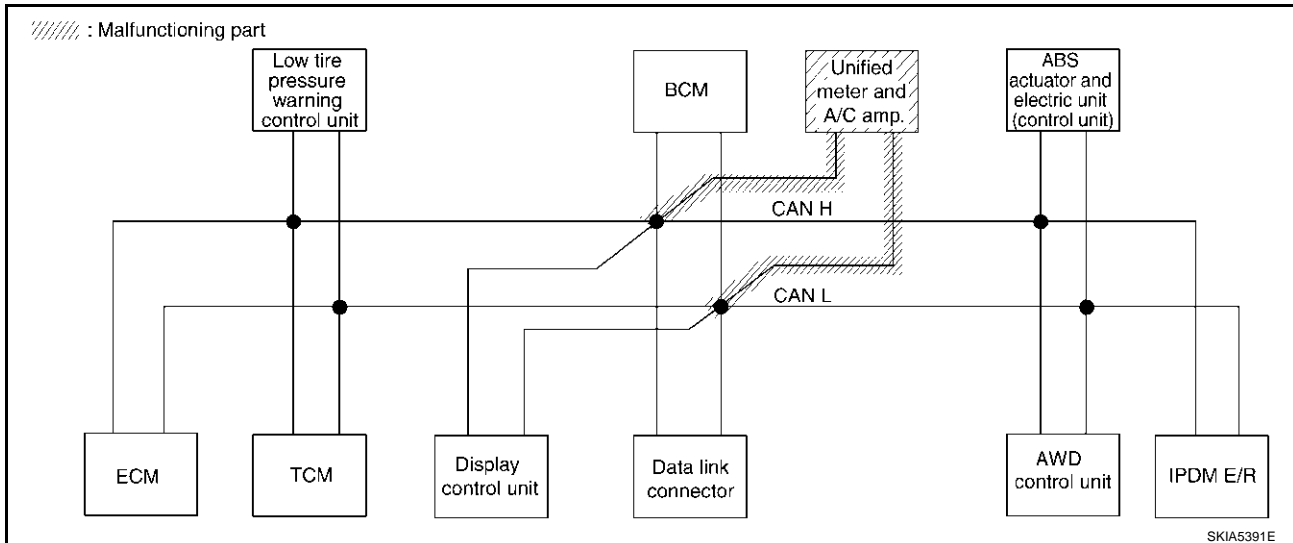 : Malfunctioning part
Low tire
pressure
warning
control unit
BCM
Unified
meter and
A/C amp.
ABS
actuator and
electric unit
(control unit)
CAN H
CAN L
ECM
TCM
Display
control unit
Data link
connector
AWD
control unit
IPDM E/R
SKIA5391E